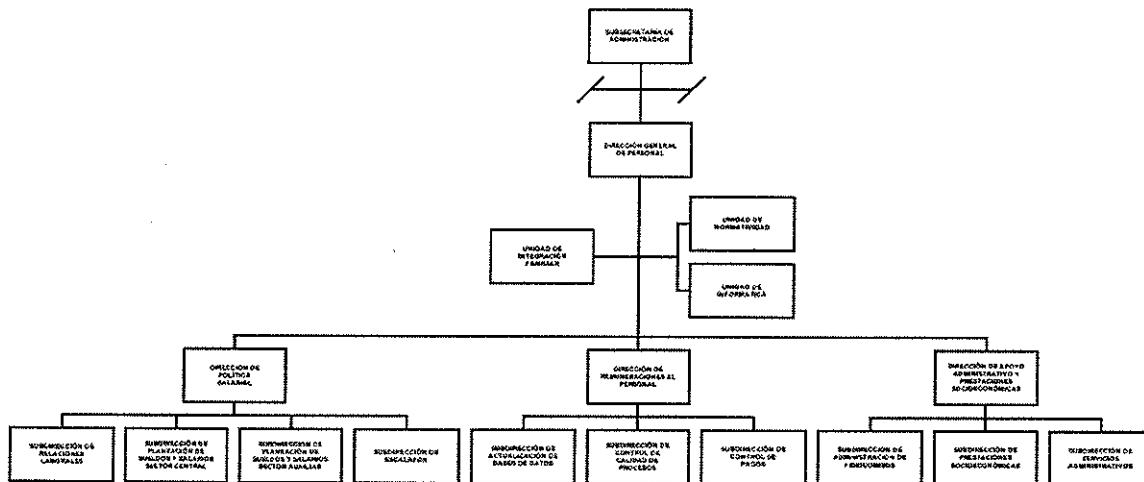 SUBSECRETARÍA DE
ADMINISTRACIÓN
DIRECCIÓN GENERAL
DE PERSONAL
UNIDAD DE
NORMATIVIDAD
UNIDAD DE
INTEGRACIÓN
FAMILIAR
UNIDAD DE
INFORMÁTICA
DIRECCIÓN DE
POLÍTICA
SALARIAL
DIRECCIÓN DE
REMUNERACIONES AL
PERSONAL
DIRECCIÓN DE APOYO
ADMINISTRATIVO Y
PRESTACIONES
SOCIOECONÓMICAS
SUBDIRECCIÓN DE
RELACIONES
LABORALES
SUBDIRECCIÓN DE
PLANEACIÓN DE
SUELDOS Y SALARIOS
SECTOR CENTRAL
SUBDIRECCIÓN DE
PLANEACIÓN DE
SUELDOS Y SALARIOS
SECTOR AUXILIAR
SUBDIRECCIÓN DE
ESCALAFÓN
SUBDIRECCIÓN DE
ACTUALIZACIÓN DE
BASES DE DATOS
SUBDIRECCIÓN DE
CONTROL DE
CALIDAD DE
PROCESOS
SUBDIRECCIÓN DE
CONTROL DE
PAGOS
SUBDIRECCIÓN DE
ADMINISTRACIÓN DE
FIDEICOMISOS
SUBDIRECCIÓN DE
PRESTACIONES
SOCIOECONÓMICAS
SUBDIRECCIÓN DE
SERVICIOS
ADMINISTRATIVOS